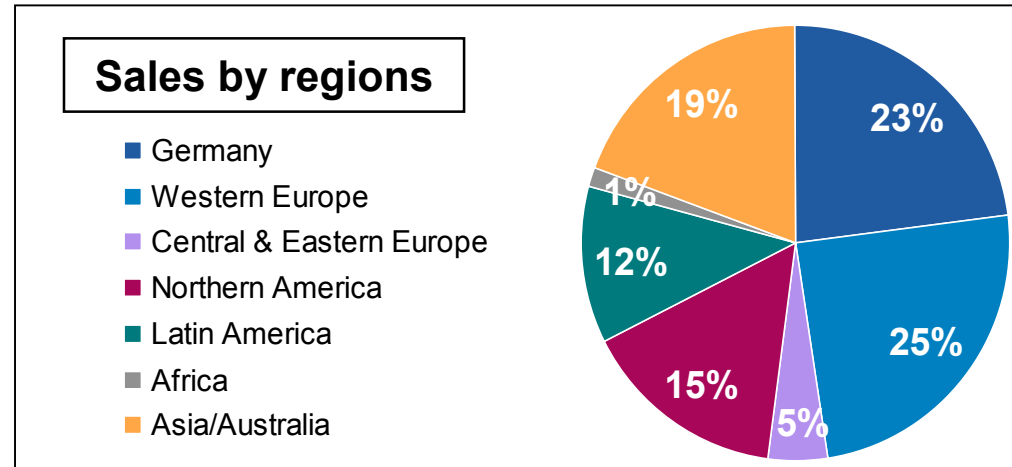 Sales by regions
Germany
Western Europe
Central & Eastern Europe
Northern America
Latin America
Africa
Asia/Australia
19%
23%
1%
12%
25%
15%
5%